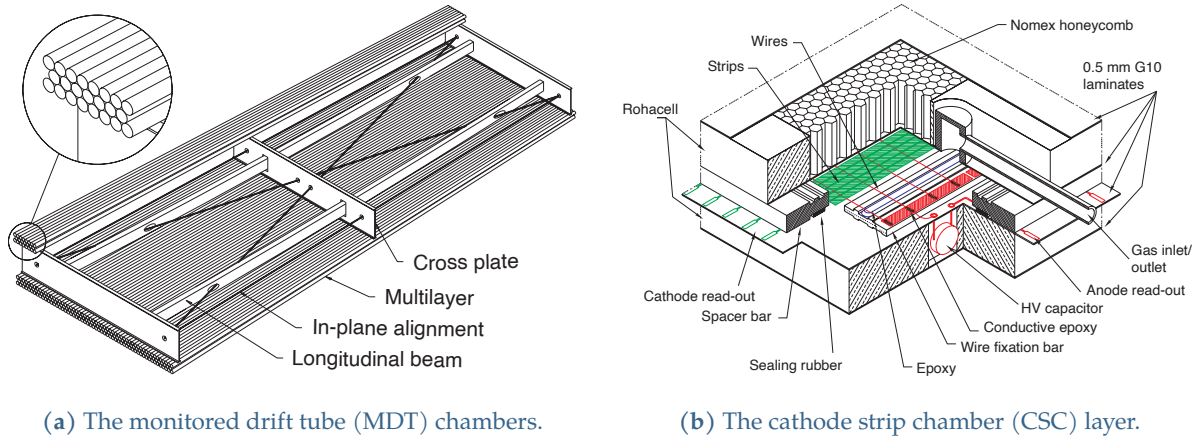 Cross plate
Multilayer
In-plane alignment
Longitudinal beam
(a) The monitored drift tube (MDT) chambers.
Nomex honeycomb
Wires
Strips
0.5 mm G10
laminates
Rohacell
Gas inlet/
outlet
Cathode read-out
Anode read-out
Spacer bar
HV capacitor
Conductive epoxy
Wire fixation bar
Sealing rubber
Epoxy
(b) The cathode strip chamber (CSC) layer.